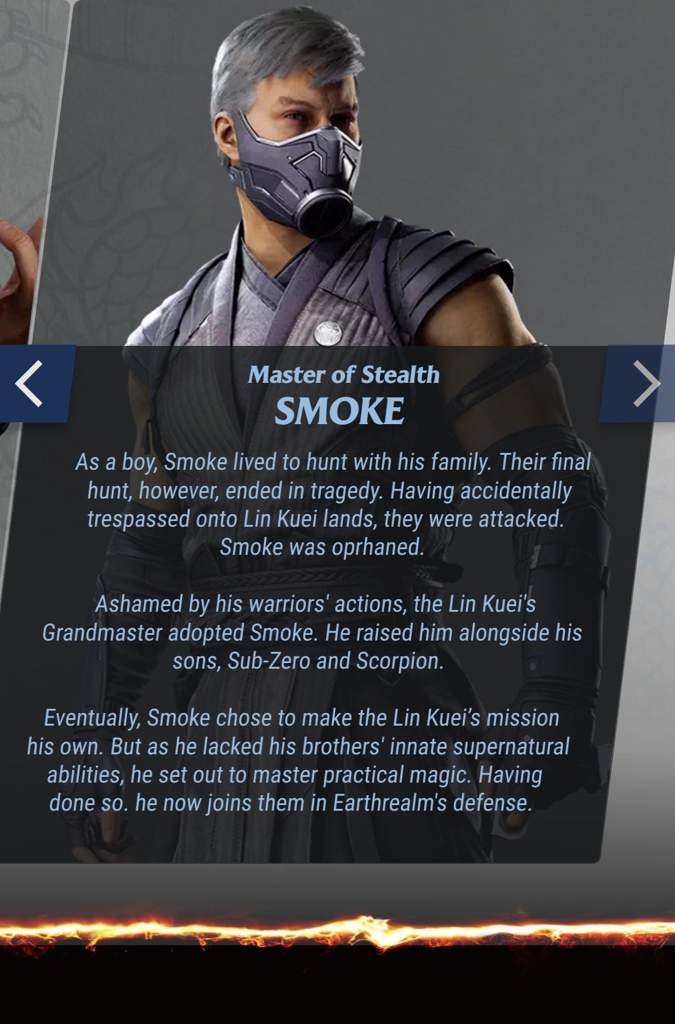 Master of Stealth
SMOKE
As a boy, Smoke lived to hunt with his family. Their final
hunt, however, ended in tragedy. Having accidentally
trespassed onto Lin Kuei lands, they were attacked.
Smoke was oprhaned.
Ashamed by his warriors' actions, the Lin Kuei's
Grandmaster adopted Smoke. He raised him alongside his
sons, Sub-Zero and Scorpion.
Eventually, Smoke chose to make the Lin Kuei’s mission
his own. But as he lacked his brothers' innate supernatural
abilities, he set out to master practical magic. Having
done so. he now joins them in Earthrealm's defense.